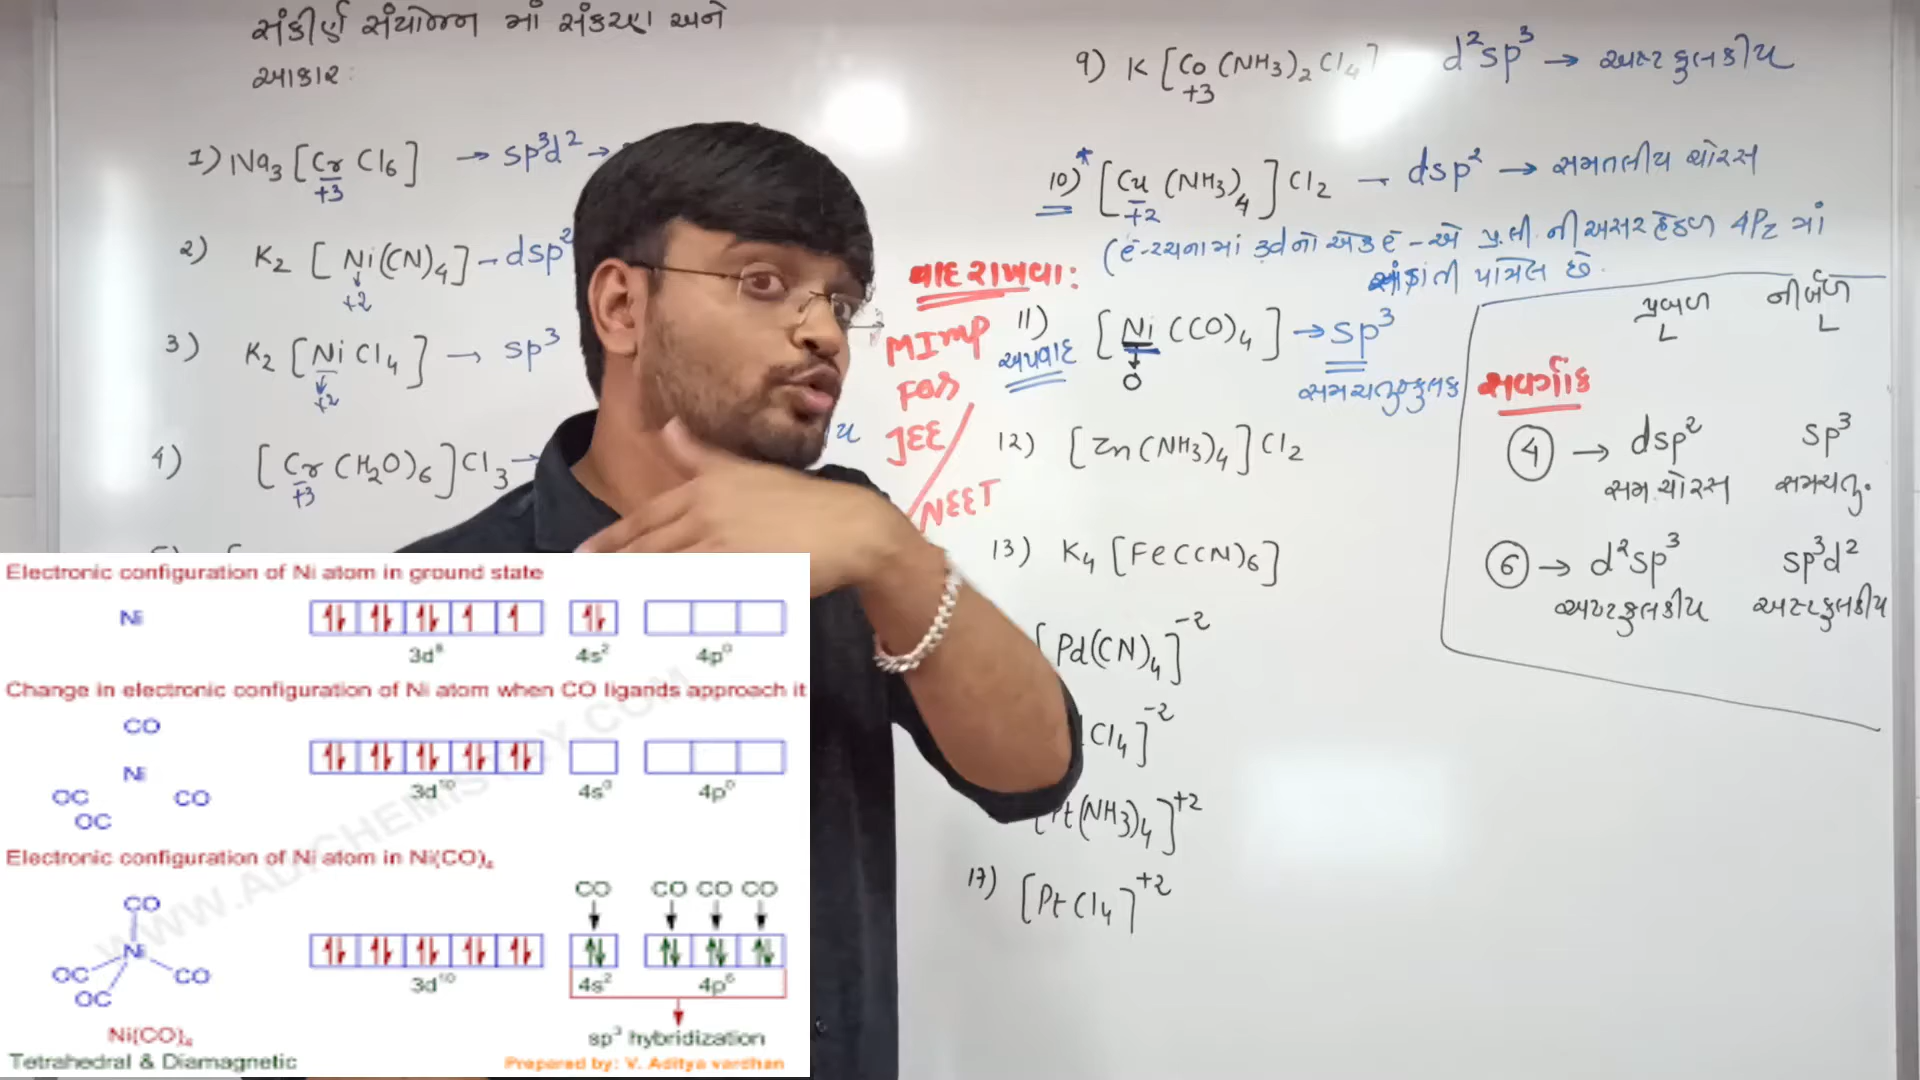 સંકીર્ણ સંયોજન માં સંકરણ અને
આકાર:
1) Na3 [Cr Cl6] → sp³d² →
+3
2) K2 [Ni(CN)4] → dsp²
+2
3) K2 [Ni Cl4] → sp³
+2
4) [Cr(H2O)6]Cl3 →
+3
9) K [Co(NH3)2Cl4] d²sp³ → અષ્ટફલકીય
+3
10)* [Cu(NH3)4]Cl2 → dsp² → સમતલીય ચોરસ
+2
(e⁻-રચનામાં 3d નો એક e⁻ -એ પ્ર.લી. ની અસર હેઠળ 4Pz માં
પામેલ છે.
યાદ રાખવા:
MImp
FOR
JEE /
NEET
11) [Ni(CO)4] → sp³
અપવાદ
0
સમચતુષ્ફલક
12) [Zn(NH3)4]Cl2
13) K4 [Fe(CN)6]
[Pd(CN)4]⁻²
Cl4]⁻²
[Pt(NH3)4]⁺²
17) [PtCl4]⁺²
પ્રબળ નીર્બળ
L L
સવર્ગાંક
4 → dsp² sp³
સમ.ચોરસ સમચતુ.
6 → d²sp³ sp³d²
અષ્ટફલકીય અષ્ટફલકીય
Electronic configuration of Ni atom in ground state
Ni
3d⁸ 4s² 4p⁰
Change in electronic configuration of Ni atom when CO ligands approach it
CO
Ni
OC CO
OC
3d¹⁰ 4s⁰ 4p⁰
Electronic configuration of Ni atom in Ni(CO)₄
CO CO CO CO
CO
Ni
OC CO
OC
3d¹⁰ 4s² 4p⁶
Ni(CO)₄
sp³ hybridization
Tetrahedral & Diamagnetic
Prepared by: V. Aditya vardhan
WWW.ADICHEMISTRY.COM